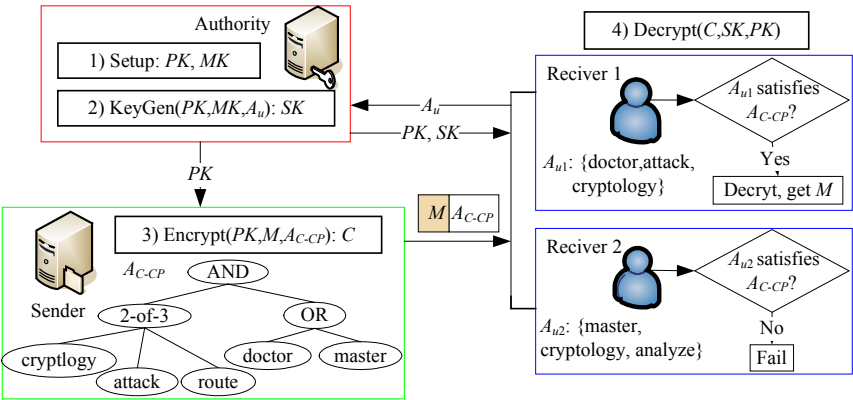 Authority
1) Setup: PK, MK
2) KeyGen(PK,MK,Au): SK
Au
PK, SK
PK
3) Encrypt(PK,M,AC-CP): C
AC-CP
Sender
AND
2-of-3
OR
cryptlogy
attack
route
doctor
master
M AC-CP
4) Decrypt(C,SK,PK)
Reciver 1
Au1 satisfies
AC-CP?
Au1: {doctor,attack,
cryptology}
Yes
Decryt, get M
Reciver 2
Au2 satisfies
AC-CP?
Au2: {master,
cryptology, analyze}
No
Fail